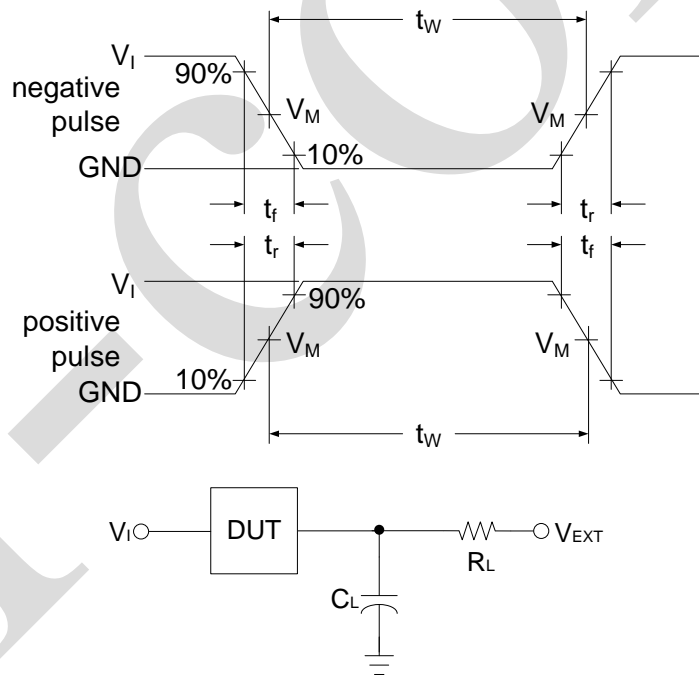 tW
VI
90%
negative
pulse
VM
VM
10%
GND
tf
tr
tr
tf
VI
90%
positive
pulse
VM
VM
10%
GND
tW
VI
DUT
VEXT
RL
CL